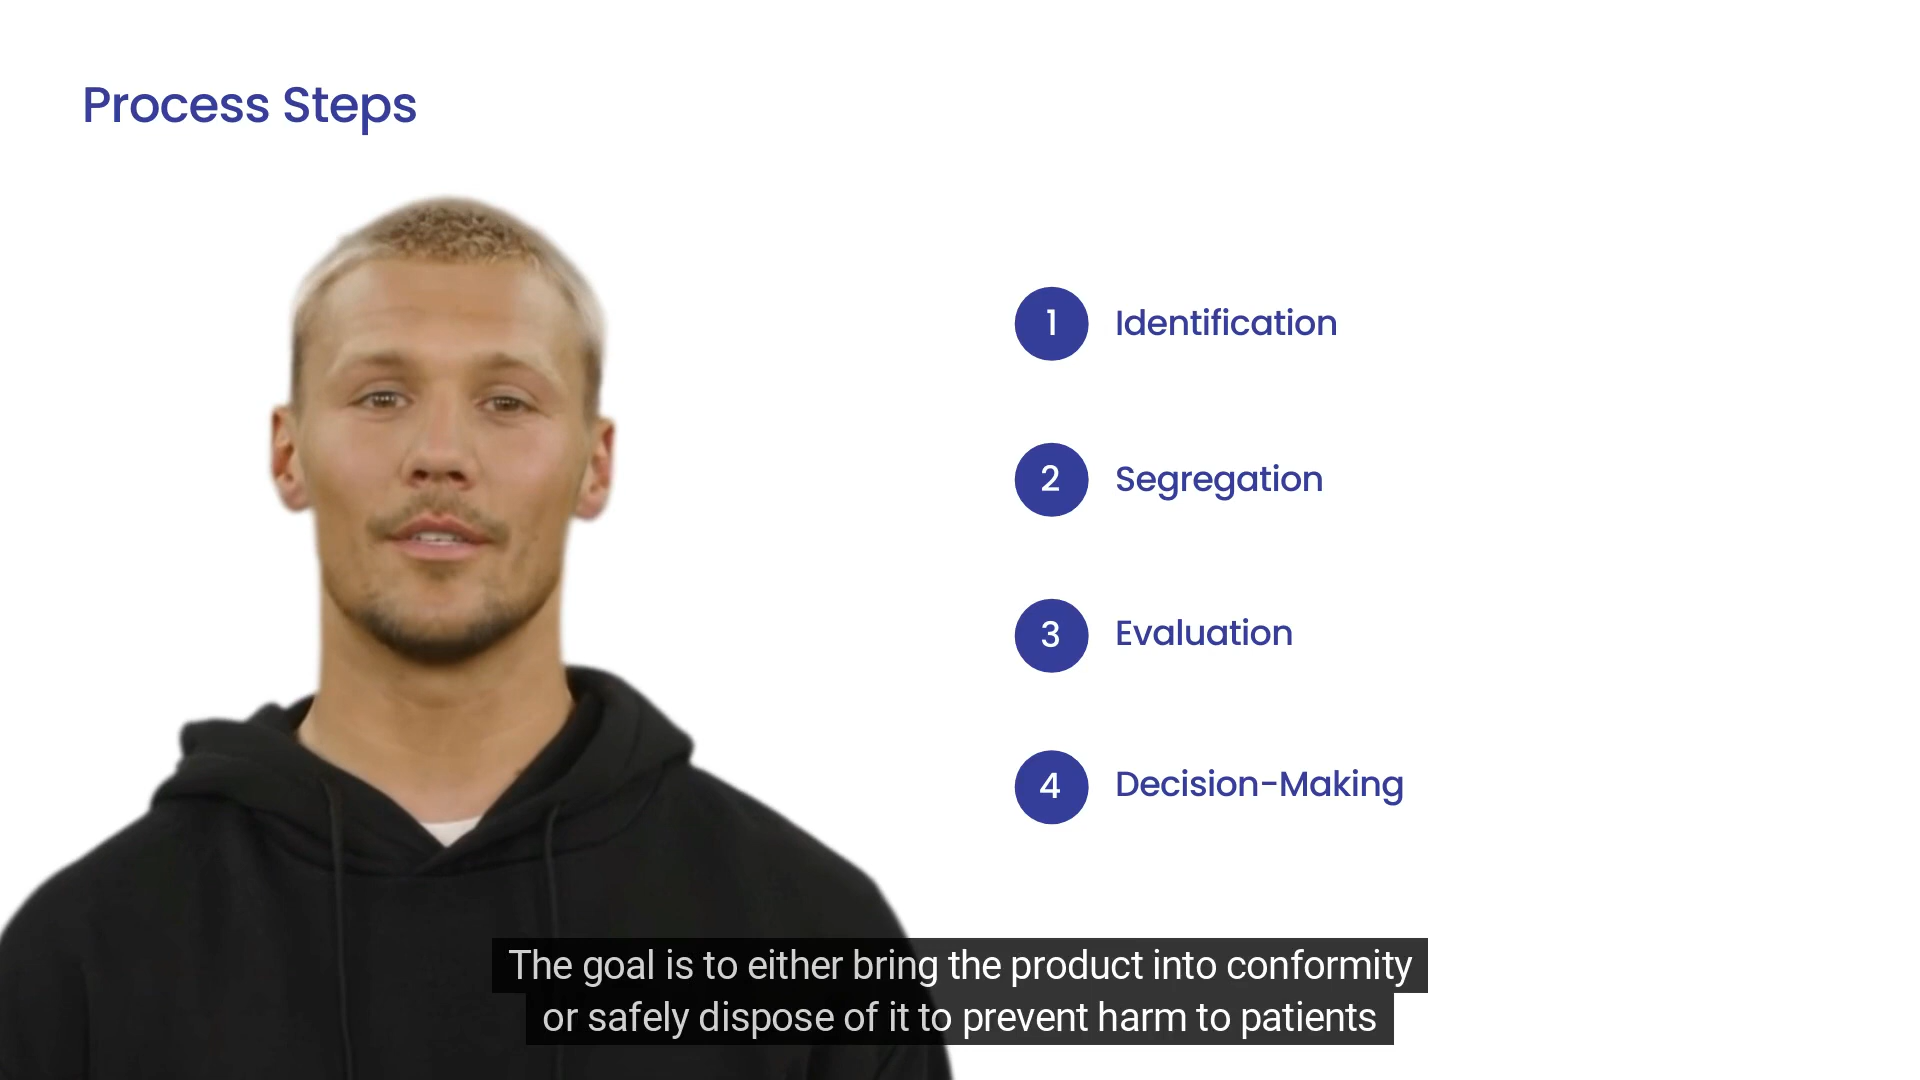 Process Steps
1 Identification
2 Segregation
3 Evaluation
4 Decision-Making
The goal is to either bring the product into conformity
or safely dispose of it to prevent harm to patients